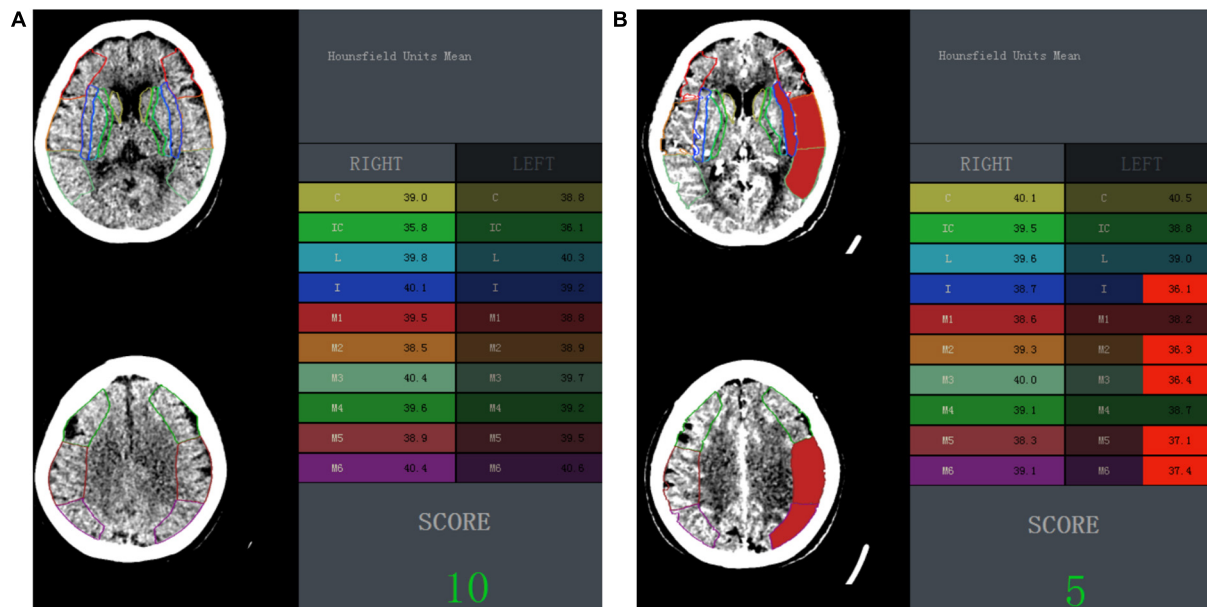 A
Hounsfield Units Mean
RIGHT LEFT
C 39.0 C 38.8
IC 35.8 IC 36.1
L 39.8 L 40.3
I 40.1 I 39.2
M1 39.5 M1 38.8
M2 38.5 M2 38.9
M3 40.4 M3 39.7
M4 39.6 M4 39.2
M5 38.9 M5 39.5
M6 40.4 M6 40.6
SCORE
10
B
Hounsfield Units Mean
RIGHT LEFT
C 40.1 C 40.5
IC 39.5 IC 38.8
L 39.6 L 39.0
I 38.7 I 36.1
M1 38.6 M1 38.2
M2 39.3 M2 36.3
M3 40.0 M3 36.4
M4 39.1 M4 38.7
M5 38.3 M5 37.1
M6 39.1 M6 37.4
SCORE
5